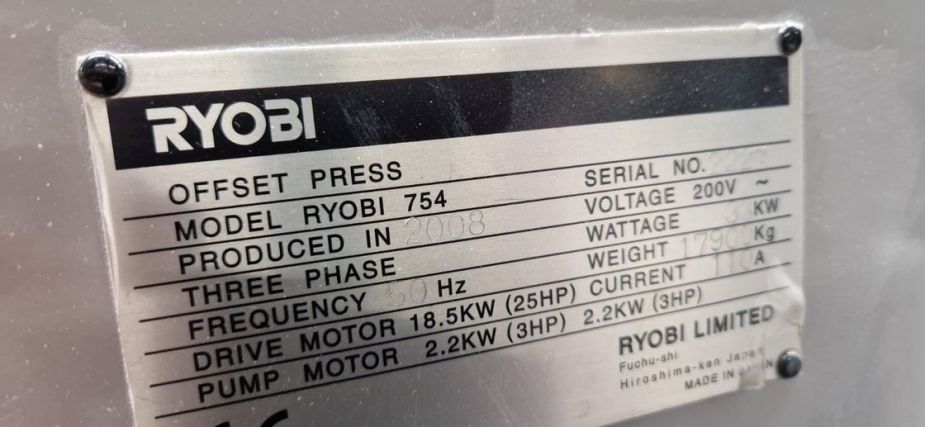 RYOBI
OFFSET PRESS
SERIAL NO.
MODEL RYOBI 754
VOLTAGE 200V ~
PRODUCED IN 2008
WATTAGE KW
THREE PHASE
WEIGHT 17900Kg
FREQUENCY 50 Hz
CURRENT 110A
DRIVE MOTOR 18.5KW (25HP)
PUMP MOTOR 2.2KW (3HP) 2.2KW (3HP)
RYOBI LIMITED
Fuchu-shi
Hiroshima-ken Japan
MADE IN JAPAN